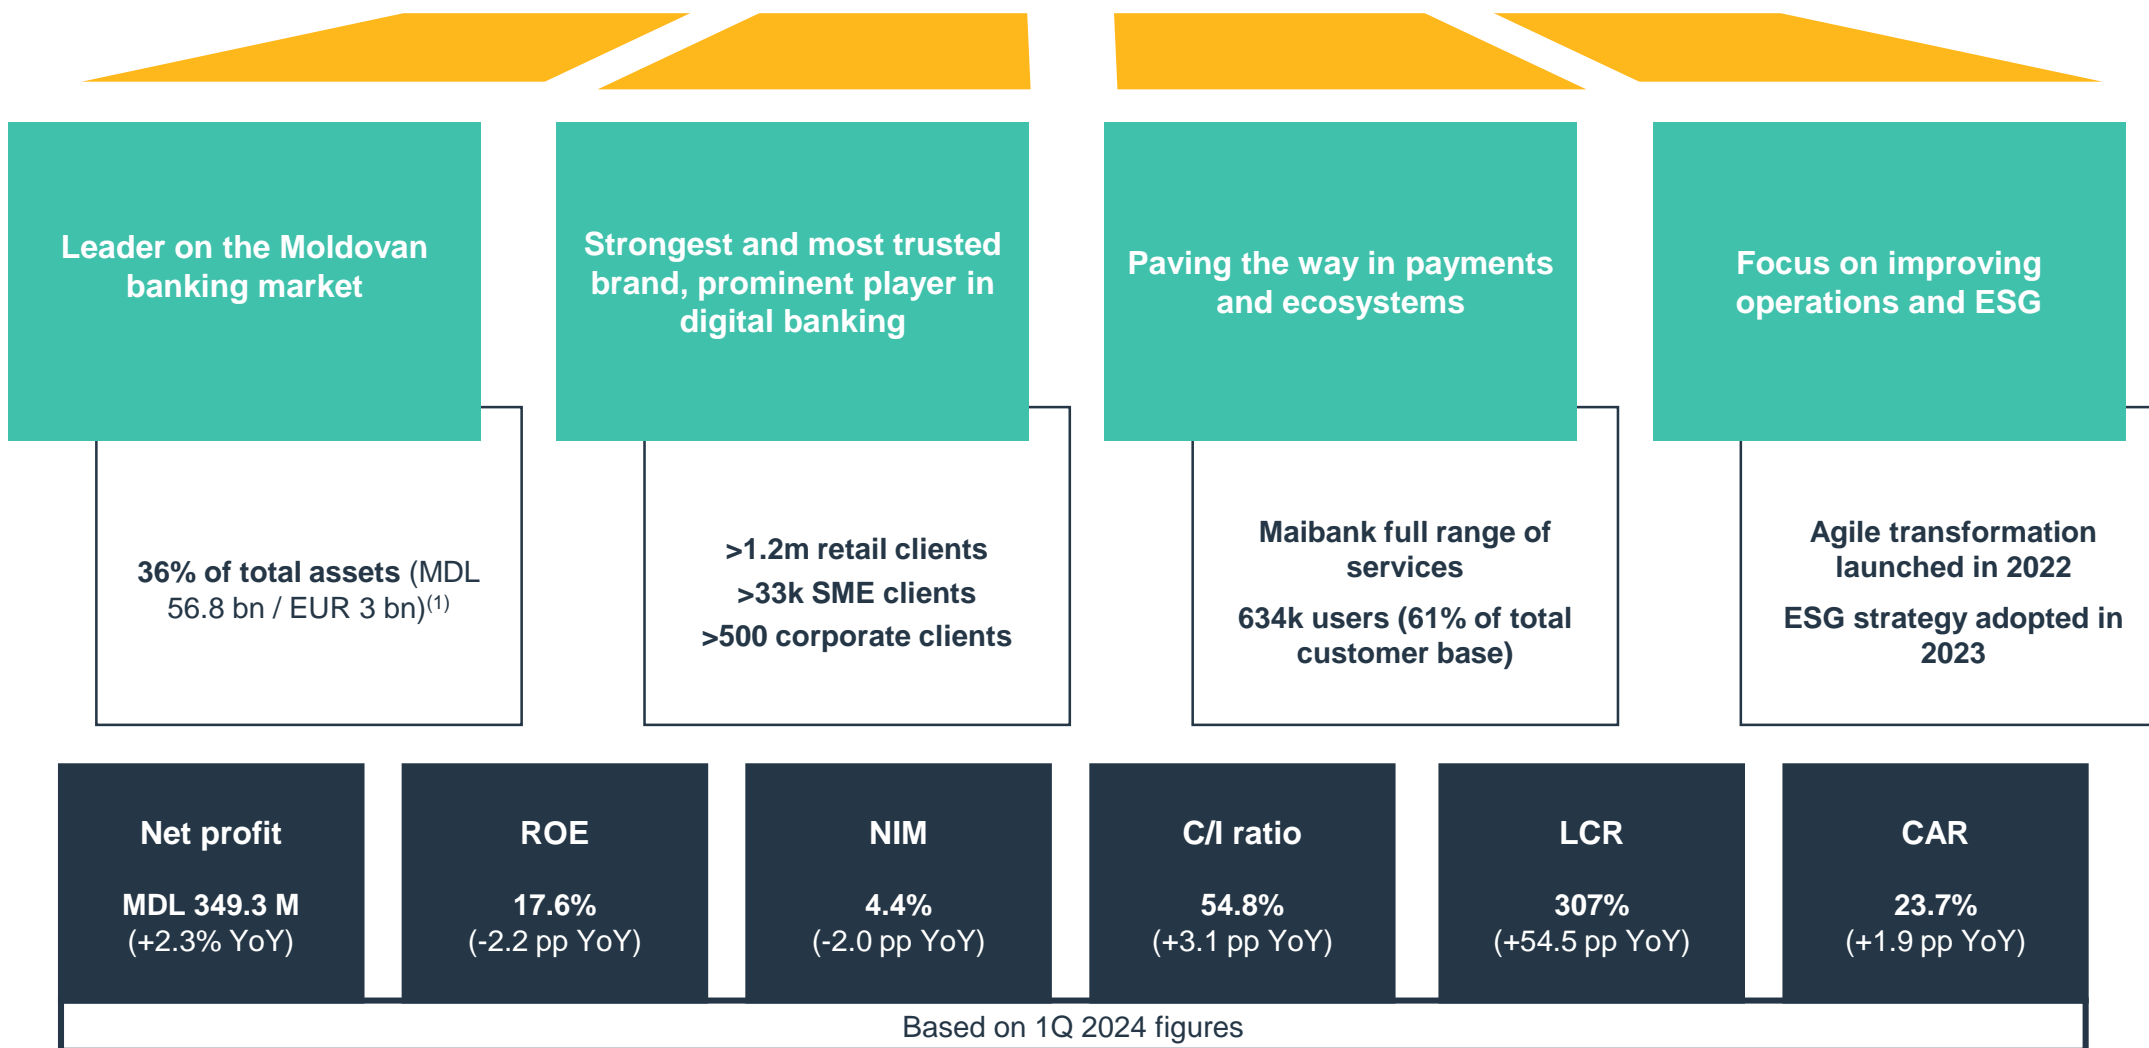 Leader on the Moldovan
banking market
Strongest and most trusted
brand, prominent player in
digital banking
Paving the way in payments
and ecosystems
Focus on improving
operations and ESG
36% of total assets (MDL
56.8 bn / EUR 3 bn)(1)
>1.2m retail clients
>33k SME clients
>500 corporate clients
Maibank full range of
services
634k users (61% of total
customer base)
Agile transformation
launched in 2022
ESG strategy adopted in
2023
Net profit
MDL 349.3 M
(+2.3% YoY)
ROE
17.6%
(-2.2 pp YoY)
NIM
4.4%
(-2.0 pp YoY)
C/I ratio
54.8%
(+3.1 pp YoY)
LCR
307%
(+54.5 pp YoY)
CAR
23.7%
(+1.9 pp YoY)
Based on 1Q 2024 figures